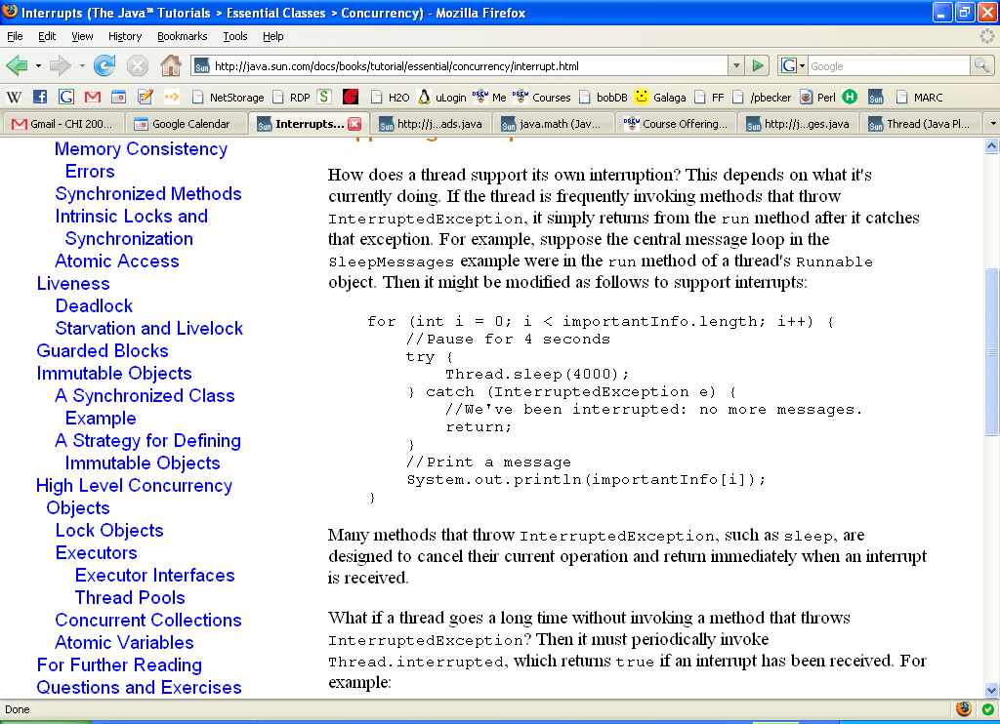 Interrupts (The Java™ Tutorials > Essential Classes > Concurrency) - Mozilla Firefox
File Edit View History Bookmarks Tools Help
http://java.sun.com/docs/books/tutorial/essential/concurrency/interrupt.html
Google
NetStorage RDP H2O uLogin Me Courses bobDB Galaga FF /pbecker Perl MARC
Gmail - CHI 200... Google Calendar Interrupts... http://j...ads.java java.math (Jav... Course Offering... http://j...ges.java Thread (Java Pl...
Memory Consistency
Errors
Synchronized Methods
Intrinsic Locks and
Synchronization
Atomic Access
Liveness
Deadlock
Starvation and Livelock
Guarded Blocks
Immutable Objects
A Synchronized Class
Example
A Strategy for Defining
Immutable Objects
High Level Concurrency
Objects
Lock Objects
Executors
Executor Interfaces
Thread Pools
Concurrent Collections
Atomic Variables
For Further Reading
Questions and Exercises
How does a thread support its own interruption? This depends on what it's
currently doing. If the thread is frequently invoking methods that throw
InterruptedException, it simply returns from the run method after it catches
that exception. For example, suppose the central message loop in the
SleepMessages example were in the run method of a thread's Runnable
object. Then it might be modified as follows to support interrupts:
for (int i = 0; i < importantInfo.length; i++) {
//Pause for 4 seconds
try {
Thread.sleep(4000);
} catch (InterruptedException e) {
//We've been interrupted: no more messages.
return;
}
//Print a message
System.out.println(importantInfo[i]);
}
Many methods that throw InterruptedException, such as sleep, are
designed to cancel their current operation and return immediately when an interrupt
is received.
What if a thread goes a long time without invoking a method that throws
InterruptedException? Then it must periodically invoke
Thread.interrupted, which returns true if an interrupt has been received. For
example:
Done